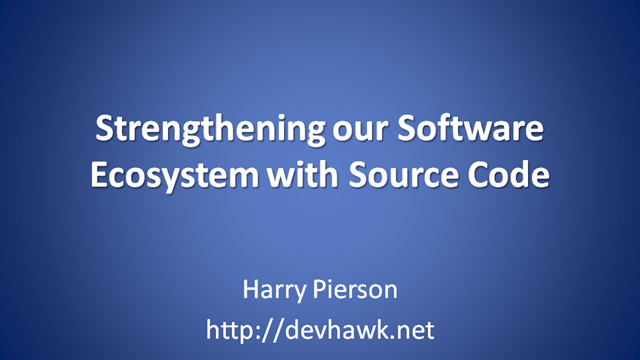 Strengthening our Software
Ecosystem with Source Code
Harry Pierson
http://devhawk.net